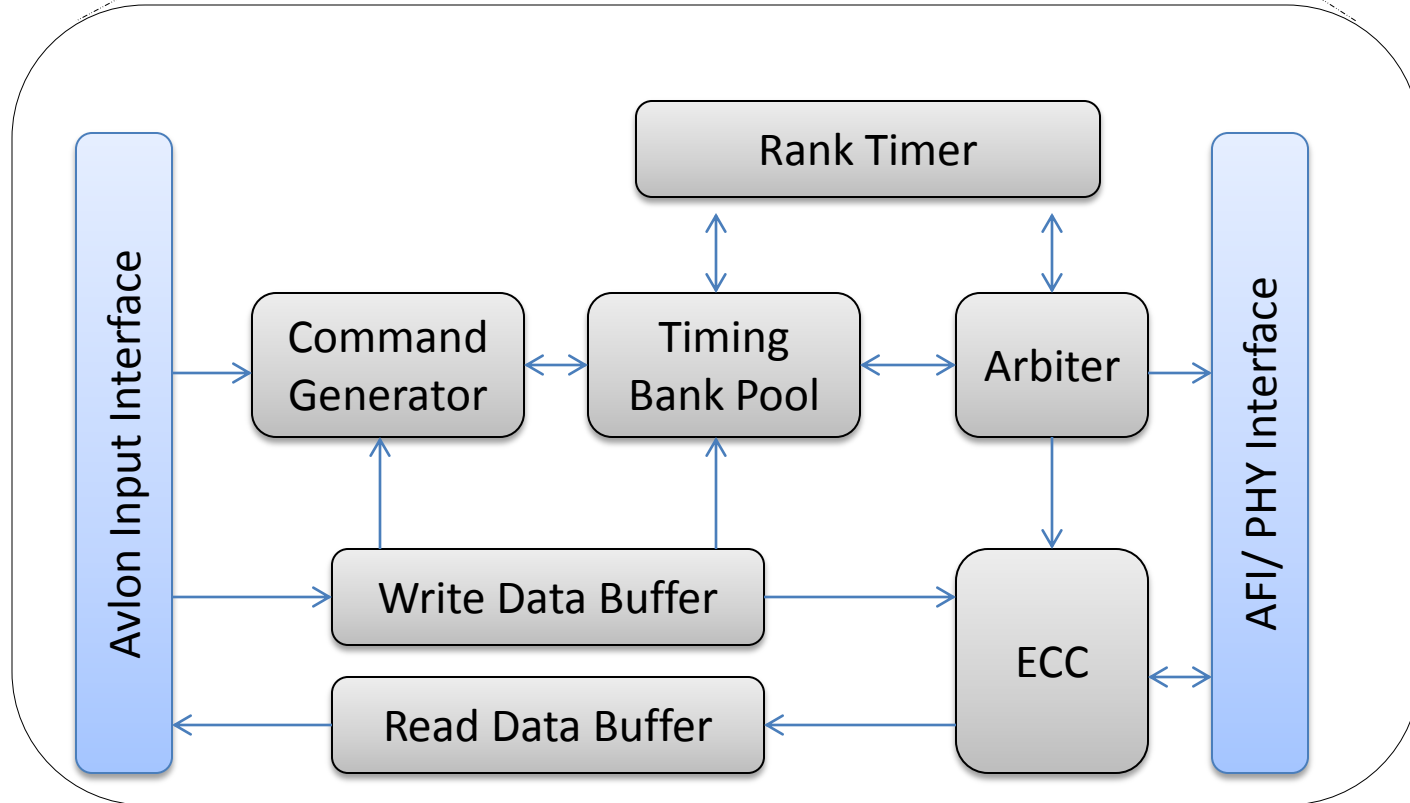 Rank Timer
Avlon Input Interface
Command
Generator
Timing
Bank Pool
Arbiter
AFI/ PHY Interface
Write Data Buffer
ECC
Read Data Buffer